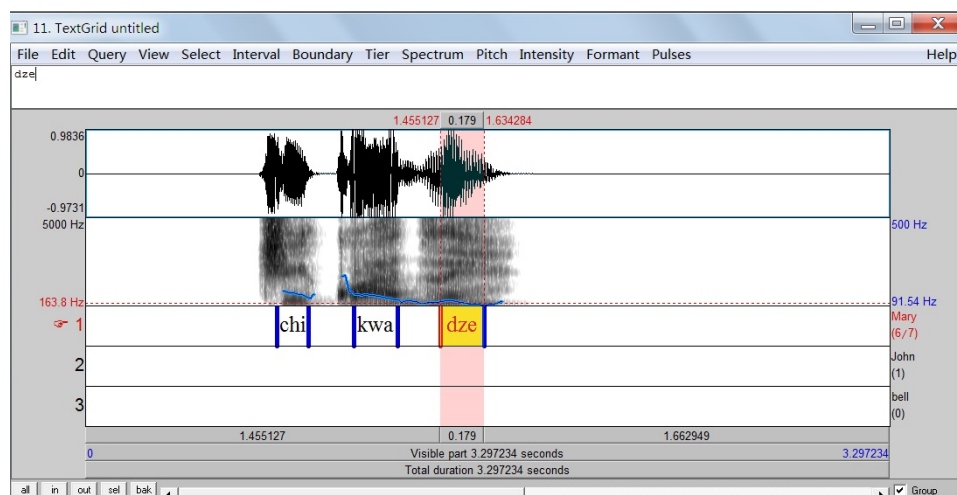 11. TextGrid untitled
File Edit Query View Select Interval Boundary Tier Spectrum Pitch Intensity Formant Pulses Help
dze
1.455127 0.179 1.634284
0.9836
0
-0.9731
5000 Hz 500 Hz
163.8 Hz 91.54 Hz
☞ 1 chi kwa dze Mary
(6/7)
2 John
(1)
3 bell
(0)
1.455127 0.179 1.662949
0 Visible part 3.297234 seconds 3.297234
Total duration 3.297234 seconds
all in out sel bak Group